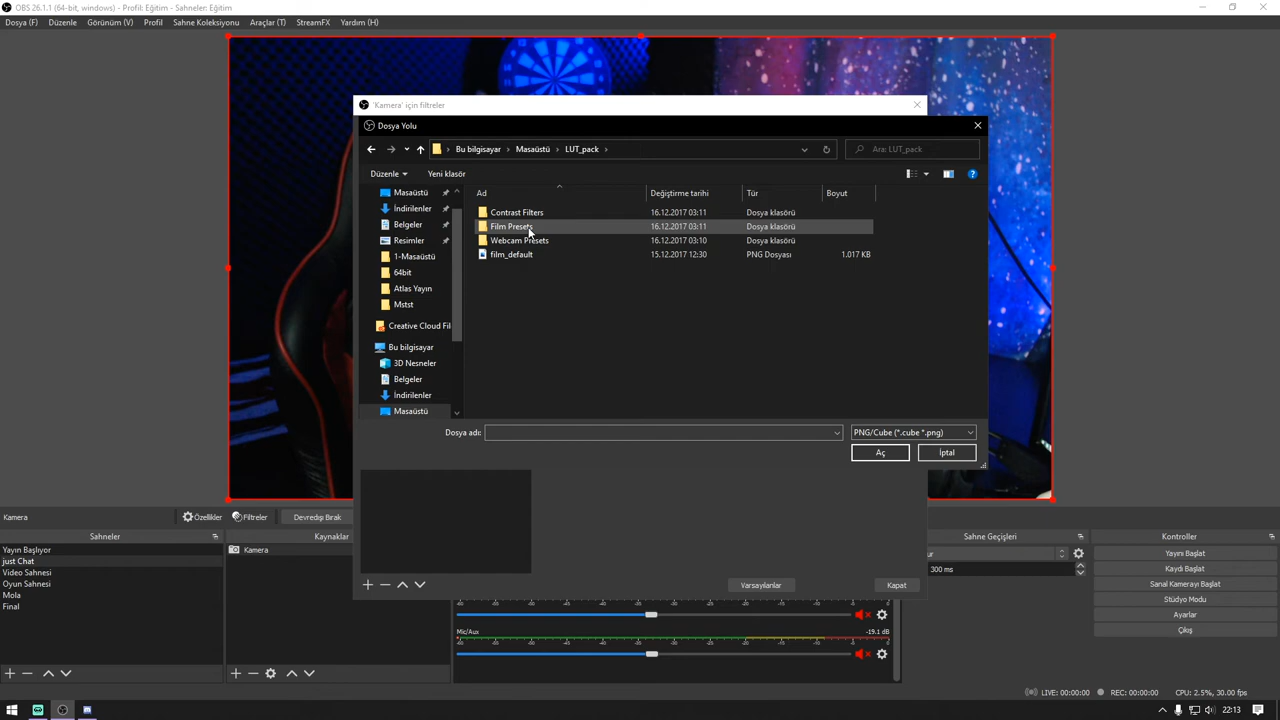 OBS 26.1.1 (64-bit, windows) - Profil: Eğitim - Sahneler: Eğitim
Dosya (F) Düzenle Görünüm (V) Profil Sahne Koleksiyonu Araçlar (T) StreamFX Yardım (H)
'Kamera' için filtreler
Dosya Yolu
Bu bilgisayar > Masaüstü > LUT_pack >
Ara: LUT_pack
Düzenle Yeni klasör
Ad Değiştirme tarihi Tür Boyut
Masaüstü
İndirilenler
Belgeler
Resimler
1-Masaüstü
64bit
Atlas Yayın
Mstst
Creative Cloud Fil
Bu bilgisayar
3D Nesneler
Belgeler
İndirilenler
Masaüstü
Contrast Filters 16.12.2017 03:11 Dosya klasörü
Film Presets 16.12.2017 03:11 Dosya klasörü
Webcam Presets 16.12.2017 03:10 Dosya klasörü
film_default 15.12.2017 12:30 PNG Dosyası 1.017 KB
Dosya adı: PNG/Cube (*.cube *.png)
Aç İptal
Varsayılanlar Kapat
Kamera Özellikler Filtreler Devredışı Bırak
Sahneler
Yayın Başlıyor
just Chat
Video Sahnesi
Oyun Sahnesi
Mola
Final
Kaynaklar
Kamera
Mic/Aux -19.1 dB
Sahne Geçişleri
300 ms
Kontroller
Yayını Başlat
Kaydı Başlat
Sanal Kamerayı Başlat
Stüdyo Modu
Ayarlar
Çıkış
LIVE: 00:00:00 REC: 00:00:00 CPU: 2.5%, 30.00 fps
22:13